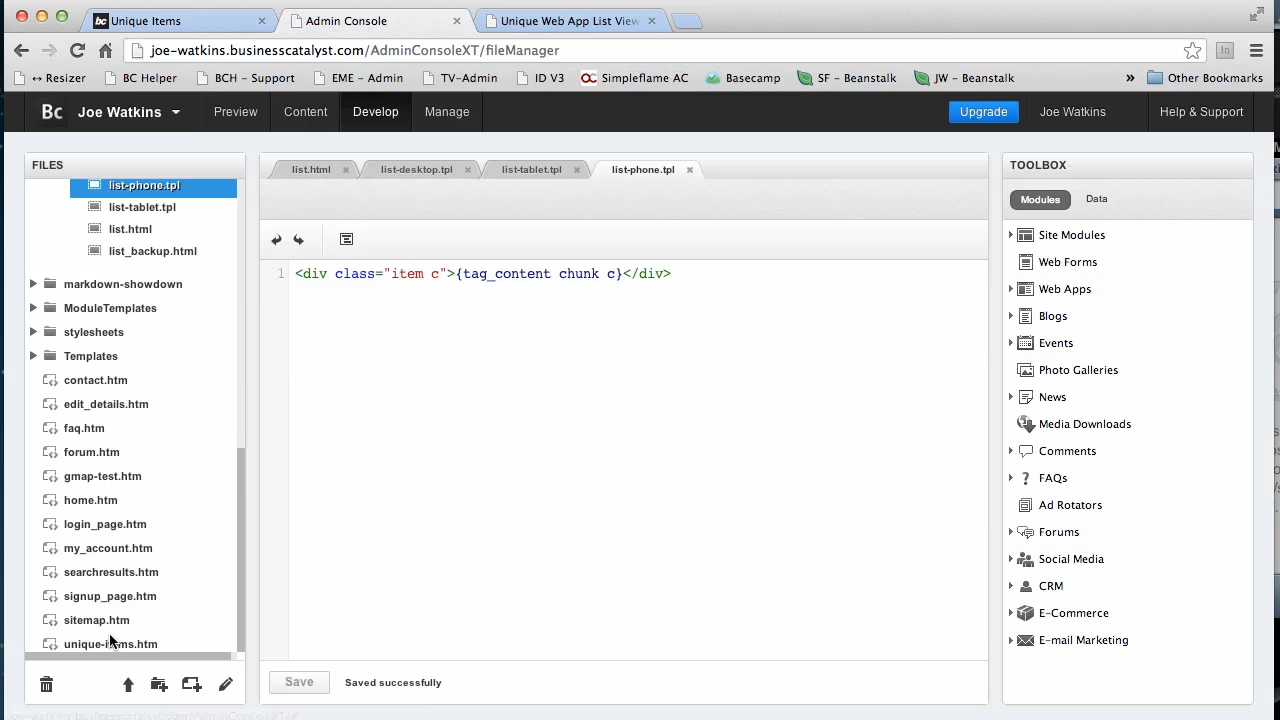 bc Unique Items
Admin Console
Unique Web App List View
joe-watkins.businesscatalyst.com/AdminConsoleXT/fileManager
in
↔ Resizer
BC Helper
BCH – Support
EME – Admin
TV–Admin
ID V3
Simpleflame AC
Basecamp
SF – Beanstalk
JW – Beanstalk
»
Other Bookmarks
Bc Joe Watkins
Preview
Content
Develop
Manage
Upgrade
Joe Watkins
Help & Support
FILES
list-phone.tpl
list-tablet.tpl
list.html
list_backup.html
markdown-showdown
ModuleTemplates
stylesheets
Templates
contact.htm
edit_details.htm
faq.htm
forum.htm
gmap-test.htm
home.htm
login_page.htm
my_account.htm
searchresults.htm
signup_page.htm
sitemap.htm
unique-items.htm
list.html
list-desktop.tpl
list-tablet.tpl
list-phone.tpl
1 <div class="item c">{tag_content chunk c}</div>
Save
Saved successfully
TOOLBOX
Modules
Data
Site Modules
Web Forms
Web Apps
Blogs
Events
Photo Galleries
News
Media Downloads
Comments
FAQs
Ad Rotators
Forums
Social Media
CRM
E-Commerce
E-mail Marketing